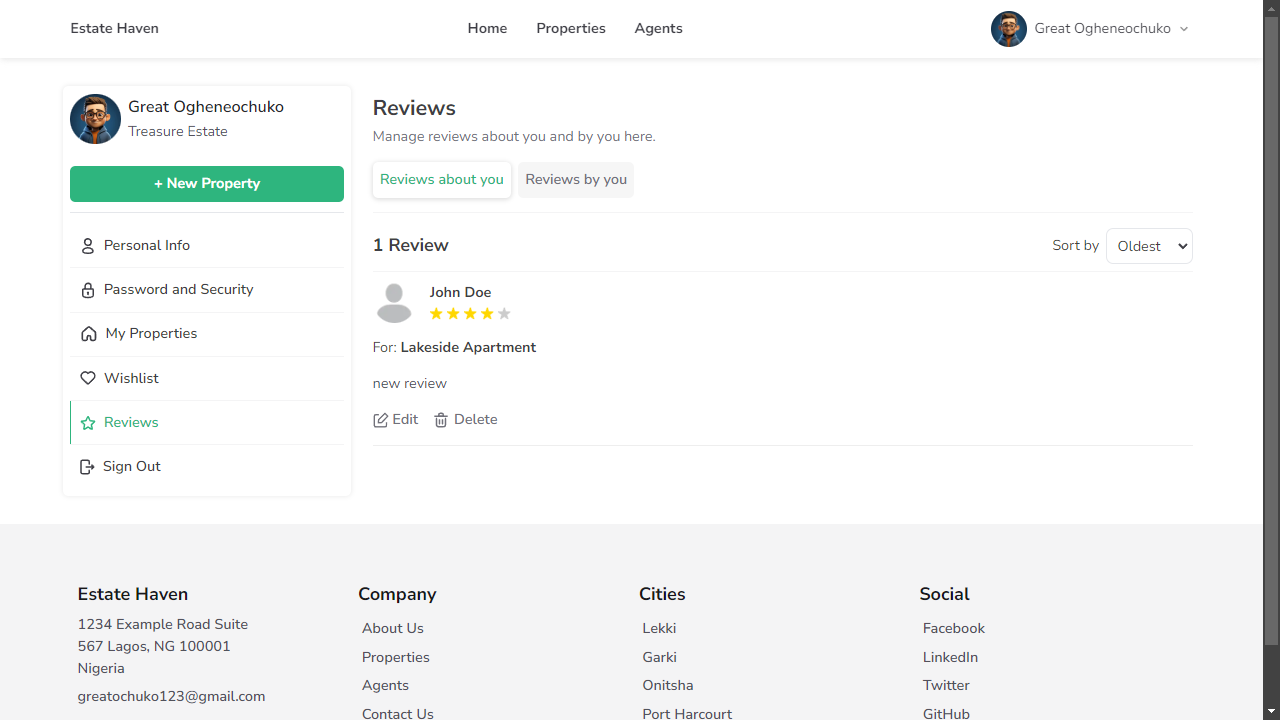 Estate Haven Home Properties Agents Great Ogheneochuko
Great Ogheneochuko
Treasure Estate
+ New Property
Personal Info
Password and Security
My Properties
Wishlist
Reviews
Sign Out
Reviews
Manage reviews about you and by you here.
Reviews about you Reviews by you
1 Review Sort by Oldest
John Doe
For: Lakeside Apartment
new review
Edit Delete
Estate Haven
1234 Example Road Suite
567 Lagos, NG 100001
Nigeria
greatochuko123@gmail.com
Company
About Us
Properties
Agents
Contact Us
Cities
Lekki
Garki
Onitsha
Port Harcourt
Social
Facebook
LinkedIn
Twitter
GitHub